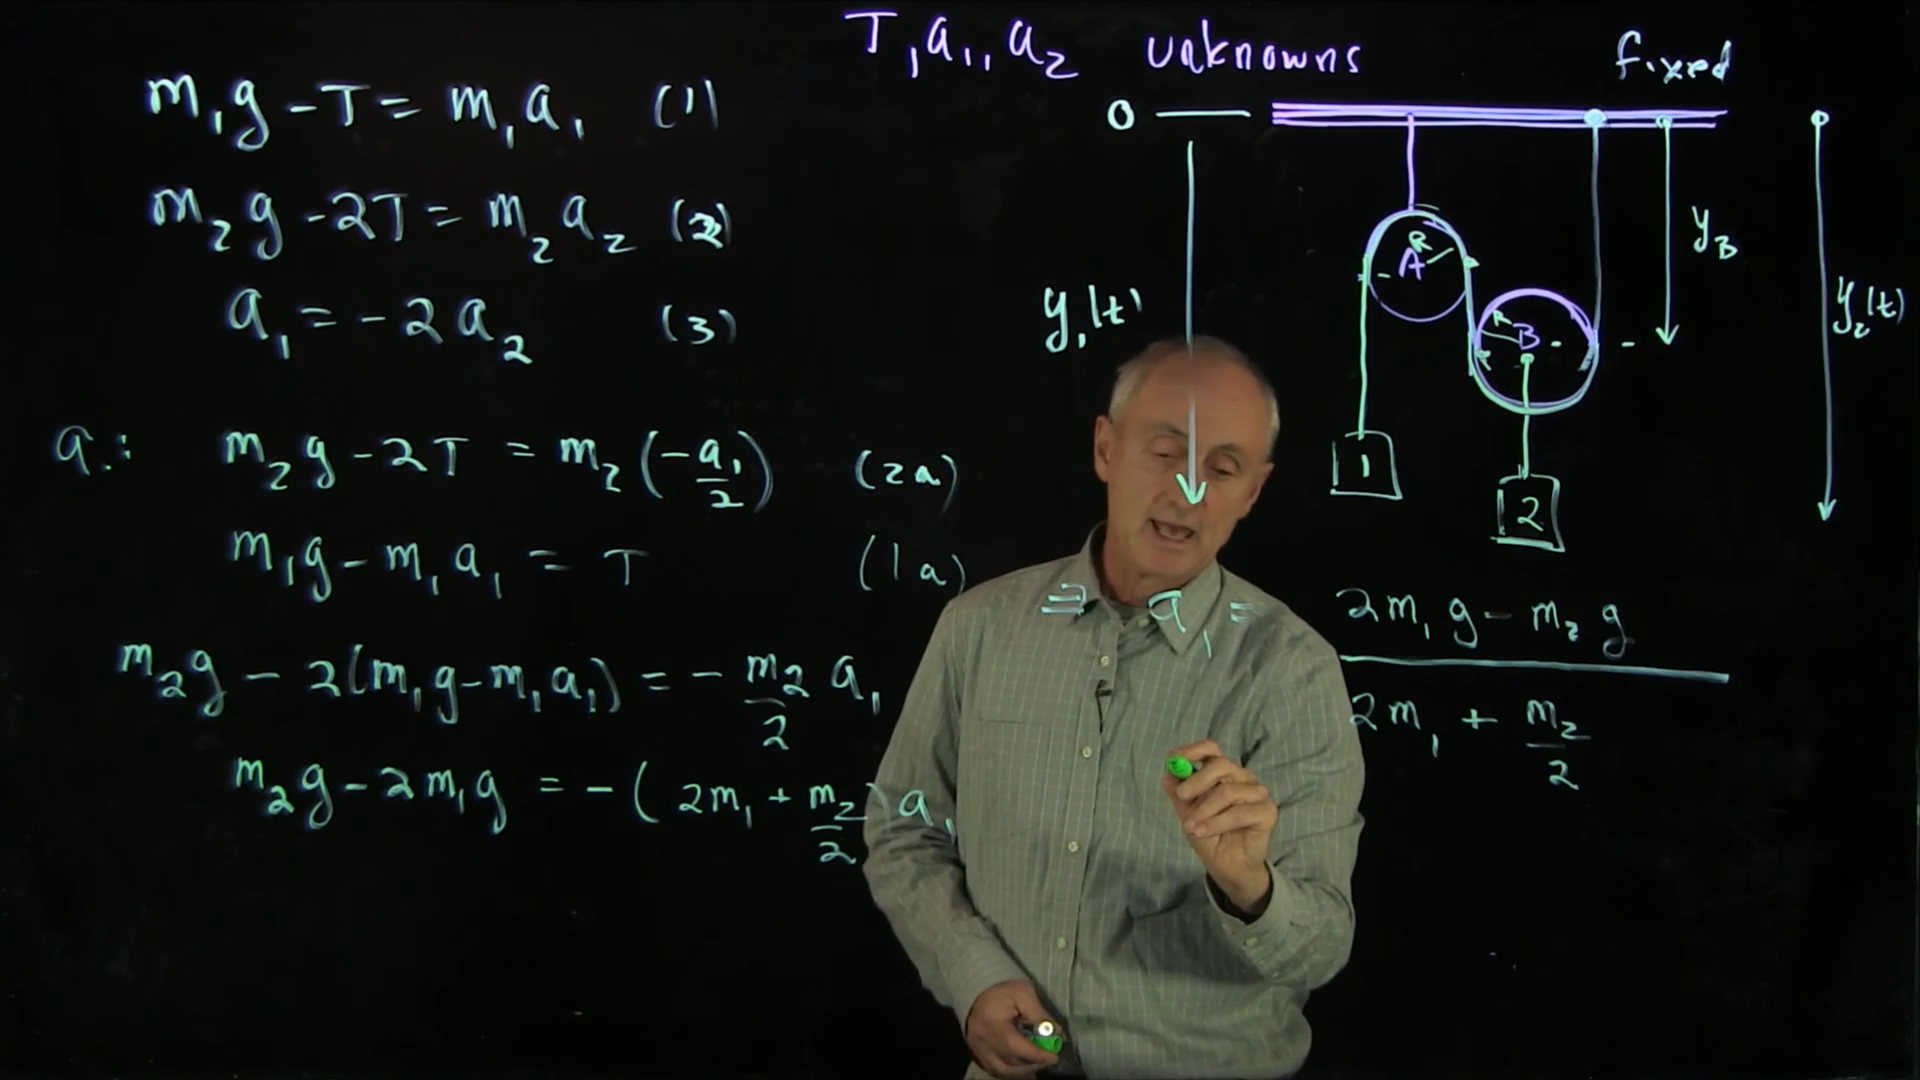 T, a₁, a₂ unknowns
fixed
m₁g - T = m₁a₁ (1)
0
m₂g - 2T = m₂a₂ (2)
R
A
y_B
a₁ = -2a₂ (3)
y₁(t)
y₂(t)
R
B
a₁: m₂g - 2T = m₂(-a₁/2) (2a)
1
2
m₁g - m₁a₁ = T (1a)
⇒ a₁ = (2m₁g - m₂g)/(2m₁ + m₂/2)
m₂g - 2(m₁g - m₁a₁) = -m₂/2 a₁
m₂g - 2m₁g = -(2m₁ + m₂/2) a₁